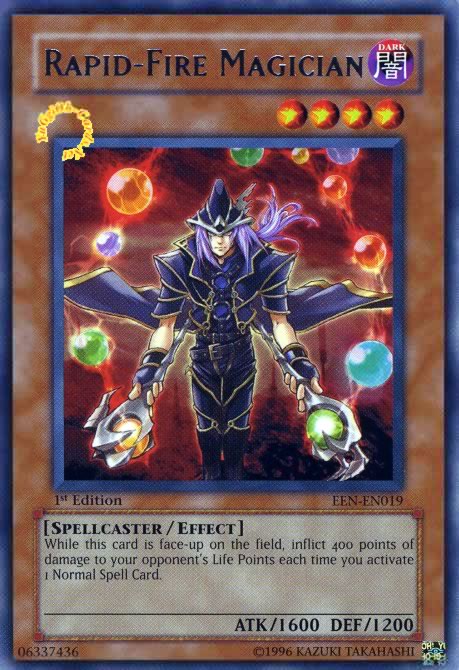 RAPID-FIRE MAGICIAN
DARK
闇
1st Edition
EEN-EN019
[SPELLCASTER / EFFECT]
While this card is face-up on the field, inflict 400 points of
damage to your opponent's Life Points each time you activate
1 Normal Spell Card.
ATK/1600 DEF/1200
06337436
©1996 KAZUKI TAKAHASHI